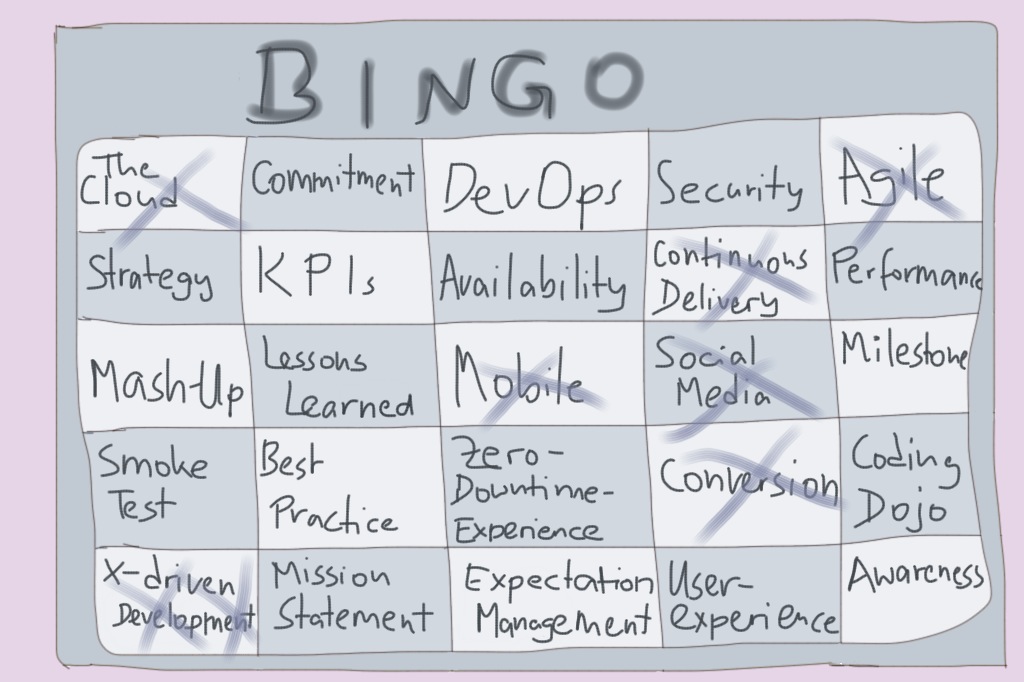 BINGO
The
Cloud
Commitment
DevOps
Security
Agile
Strategy
KPIs
Availability
Continuous
Delivery
Performance
Mash-Up
Lessons
Learned
Mobile
Social
Media
Milestone
Smoke
Test
Best
Practice
Zero-
Downtime-
Experience
Conversion
Coding
Dojo
X-driven
Development
Mission
Statement
Expectation
Management
User-
experience
Awareness